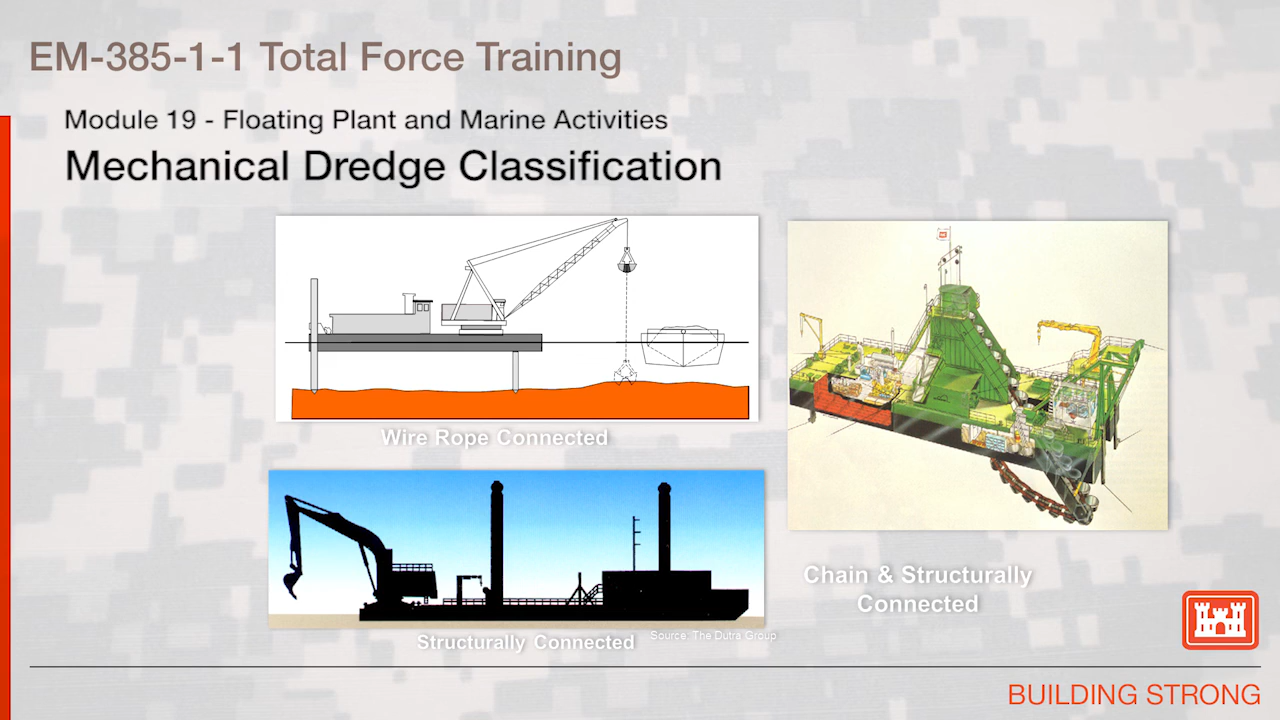 EM-385-1-1 Total Force Training
Module 19 - Floating Plant and Marine Activities
Mechanical Dredge Classification
Wire Rope Connected
Structurally Connected
Source: The Dutra Group
Chain & Structurally
Connected
BUILDING STRONG